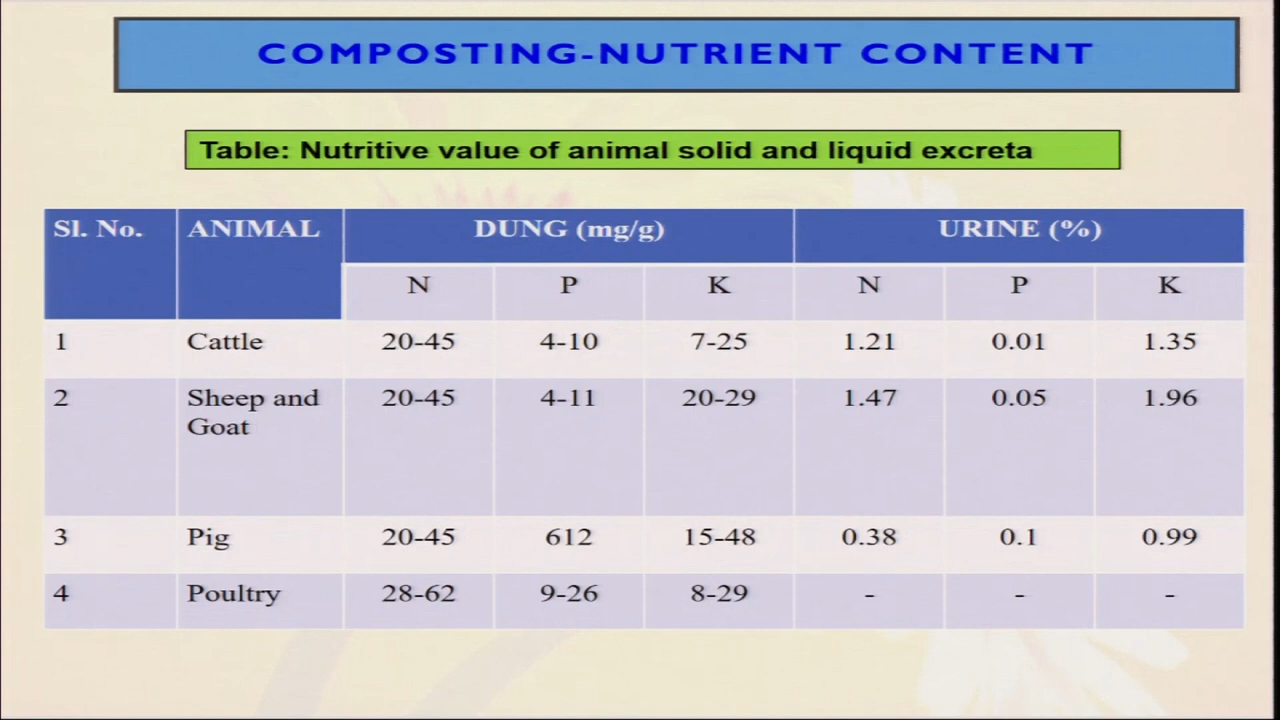 COMPOSTING-NUTRIENT CONTENT
Table: Nutritive value of animal solid and liquid excreta
Sl. No. ANIMAL DUNG (mg/g) URINE (%)
N P K N P K
1 Cattle 20-45 4-10 7-25 1.21 0.01 1.35
2 Sheep and Goat 20-45 4-11 20-29 1.47 0.05 1.96
3 Pig 20-45 612 15-48 0.38 0.1 0.99
4 Poultry 28-62 9-26 8-29 - - -